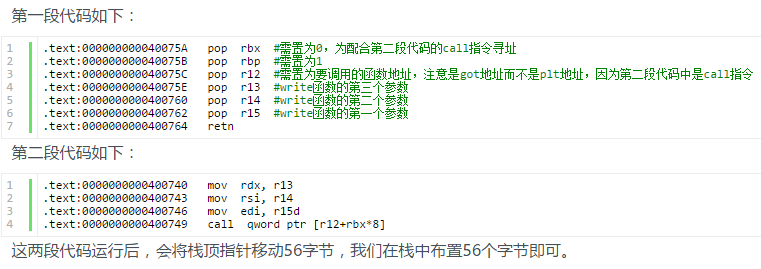 第一段代码如下：
1 .text:000000000040075A pop rbx #需置为0，为配合第二段代码的call指令寻址
2 .text:000000000040075B pop rbp #需置为1
3 .text:000000000040075C pop r12 #需置为要调用的函数地址，注意是got地址而不是plt地址，因为第二段代码中是call指令
4 .text:000000000040075E pop r13 #write函数的第三个参数
5 .text:0000000000400760 pop r14 #write函数的第二个参数
6 .text:0000000000400762 pop r15 #write函数的第一个参数
7 .text:0000000000400764 retn
第二段代码如下：
1 .text:0000000000400740 mov rdx, r13
2 .text:0000000000400743 mov rsi, r14
3 .text:0000000000400746 mov edi, r15d
4 .text:0000000000400749 call qword ptr [r12+rbx*8]
这两段代码运行后，会将栈顶指针移动56字节，我们在栈中布置56个字节即可。